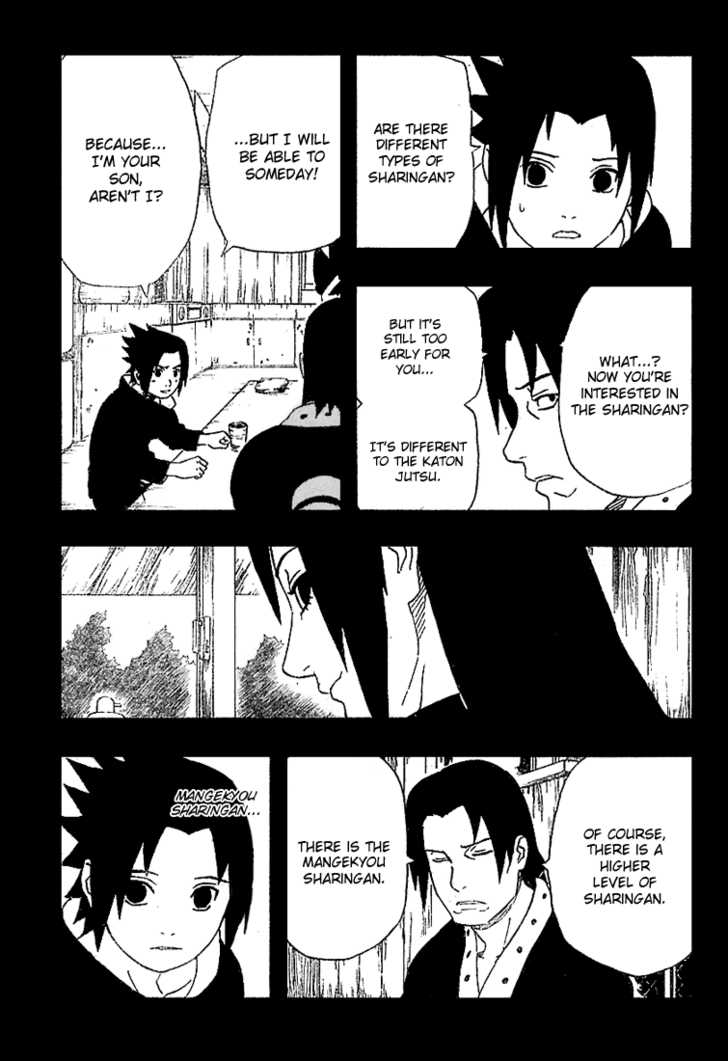 ARE THERE
DIFFERENT
TYPES OF
SHARINGAN?
...BUT I WILL
BE ABLE TO
SOMEDAY!
BECAUSE...
I'M YOUR
SON,
AREN'T I?
WHAT...?
NOW YOU'RE
INTERESTED IN
THE SHARINGAN?
BUT IT'S
STILL TOO
EARLY FOR
YOU...
IT'S DIFFERENT
TO THE KATON
JUTSU.
OF COURSE,
THERE IS A
HIGHER
LEVEL OF
SHARINGAN.
THERE IS THE
MANGEKYOU
SHARINGAN.
MANGEKYOU
SHARINGAN...